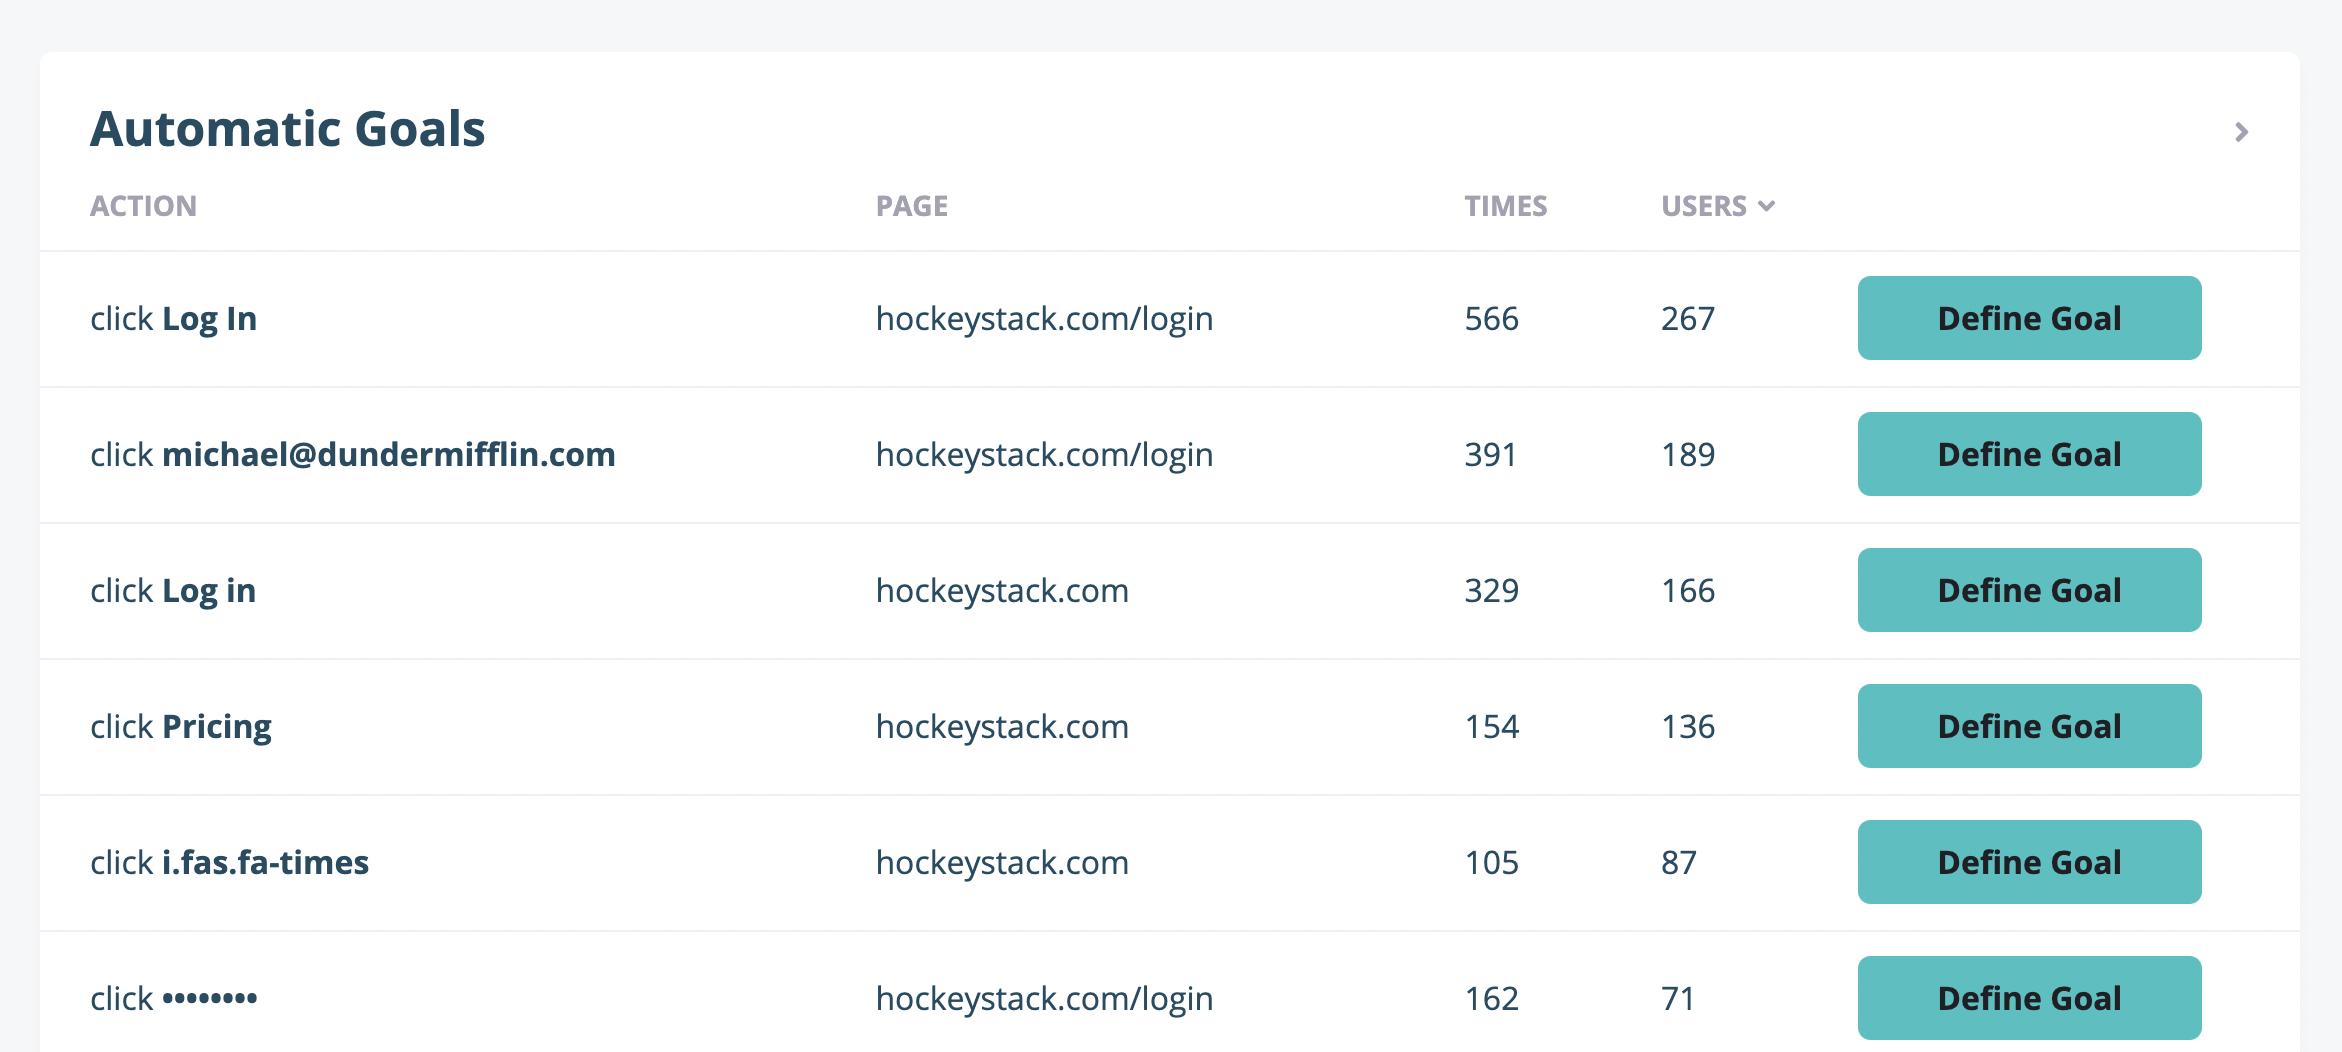 Automatic Goals
ACTION PAGE TIMES USERS
click Log In hockeystack.com/login 566 267 Define Goal
click michael@dundermifflin.com hockeystack.com/login 391 189 Define Goal
click Log in hockeystack.com 329 166 Define Goal
click Pricing hockeystack.com 154 136 Define Goal
click i.fas.fa-times hockeystack.com 105 87 Define Goal
click •••••••• hockeystack.com/login 162 71 Define Goal